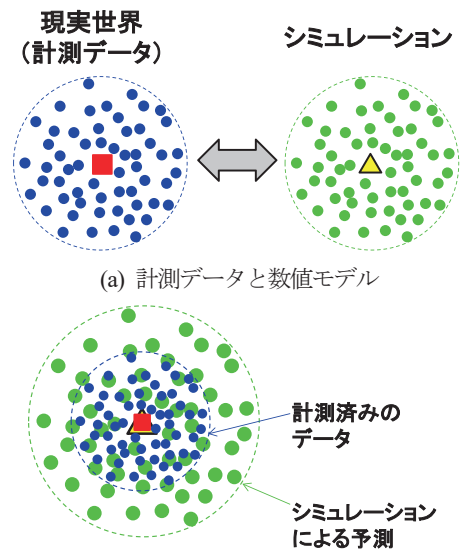 現実世界
（計測データ）
シミュレーション
(a) 計測データと数値モデル
計測済みの
データ
シミュレーション
による予測